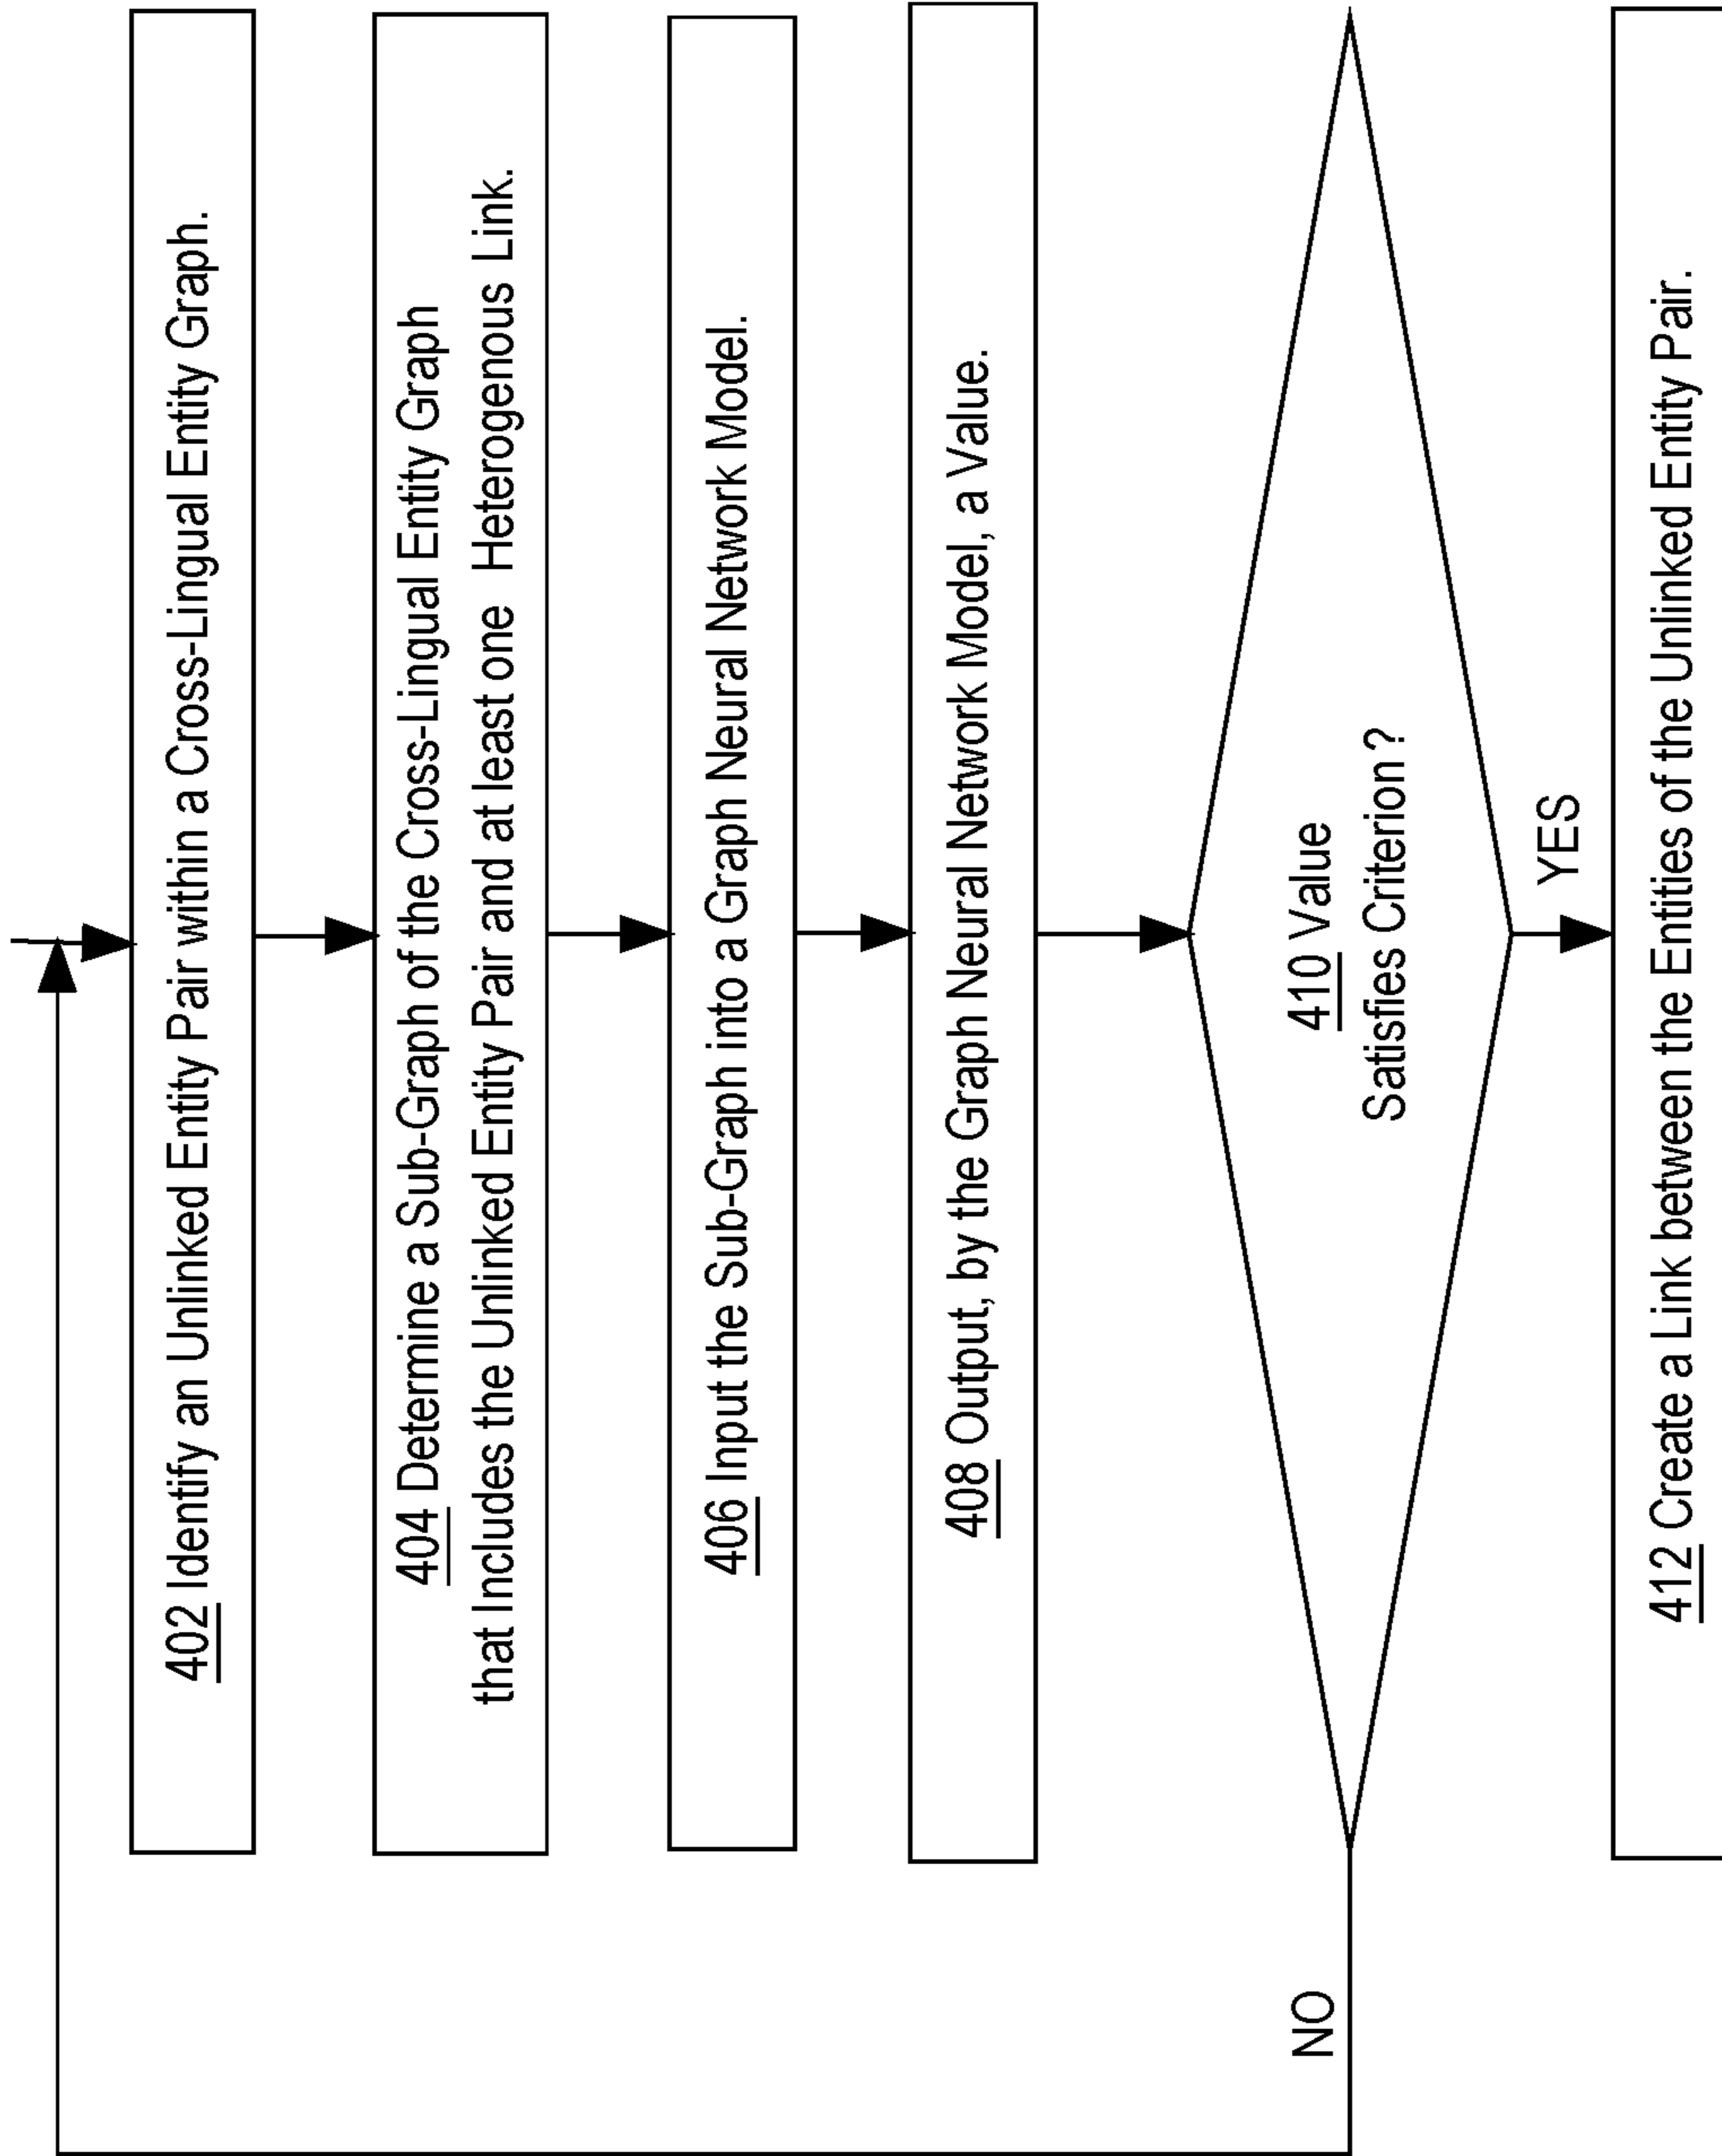 402 Identify an Unlinked Entity Pair within a Cross-Lingual Entity Graph.
404 Determine a Sub-Graph of the Cross-Lingual Entity Graph
that Includes the Unlinked Entity Pair and at least one Heterogenous Link.
406 Input the Sub-Graph into a Graph Neural Network Model.
408 Output, by the Graph Neural Network Model, a Value.
410 Value
Satisfies Criterion ?
NO
YES
412 Create a Link between the Entities of the Unlinked Entity Pair.